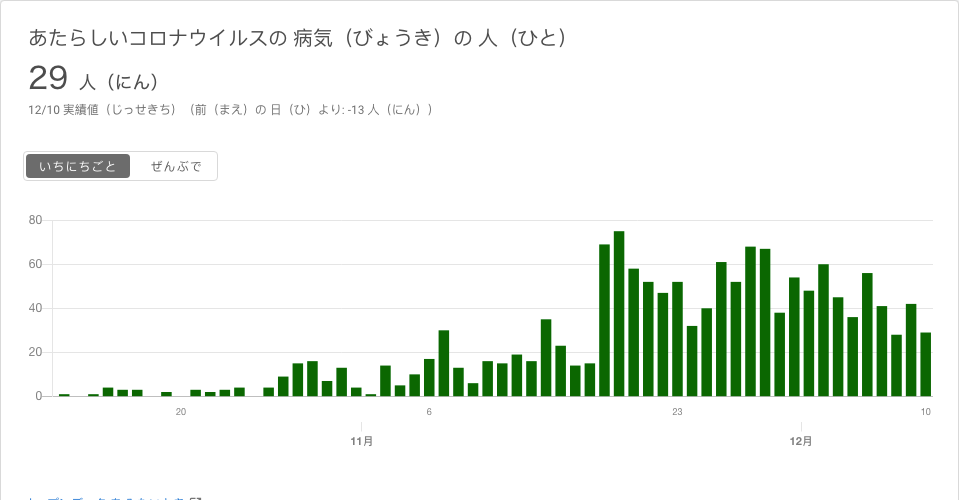 あたらしいコロナウイルスの 病気（びょうき）の 人（ひと）
29 人（にん）
12/10 実績値（じっせきち）（前（まえ）の 日（ひ）より: -13 人（にん））
いちにちごと ぜんぶで
80
60
40
20
0
20 6 23 10
11月 12月